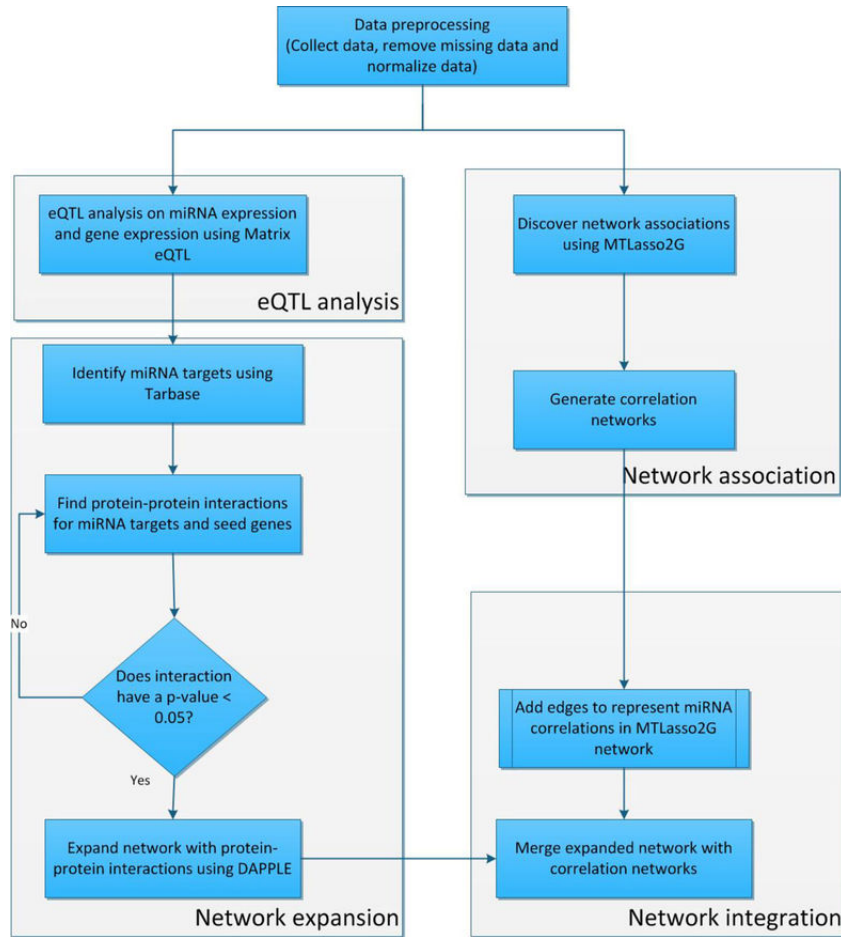 Data preprocessing
(Collect data, remove missing data and
normalize data)
eQTL analysis on miRNA expression
and gene expression using Matrix
eQTL
eQTL analysis
Discover network associations
using MTLasso2G
Generate correlation
networks
Network association
Identify miRNA targets using
Tarbase
Find protein-protein interactions
for miRNA targets and seed genes
No
Does interaction
have a p-value <
0.05?
Yes
Expand network with protein-
protein interactions using DAPPLE
Network expansion
Add edges to represent miRNA
correlations in MTLasso2G
network
Merge expanded network with
correlation networks
Network integration